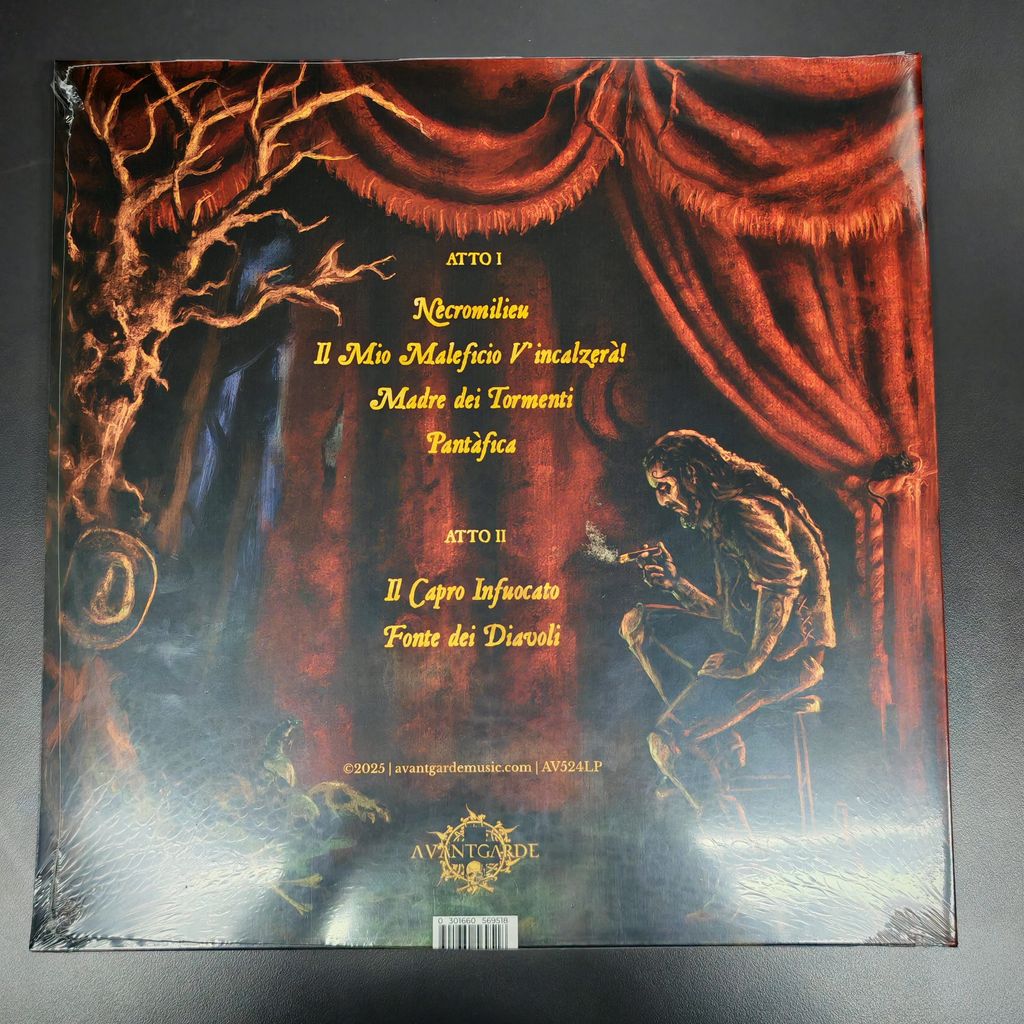 ATTO I
Necromilieu
Il Mio Maleficio V'incalzerà!
Madre dei Tormenti
Pantàfica
ATTO II
Il Capro Infuocato
Fonte dei Diavoli
©2025 | avantgardemusic.com | AV524LP
AVANTGARDE
0 301660 569518